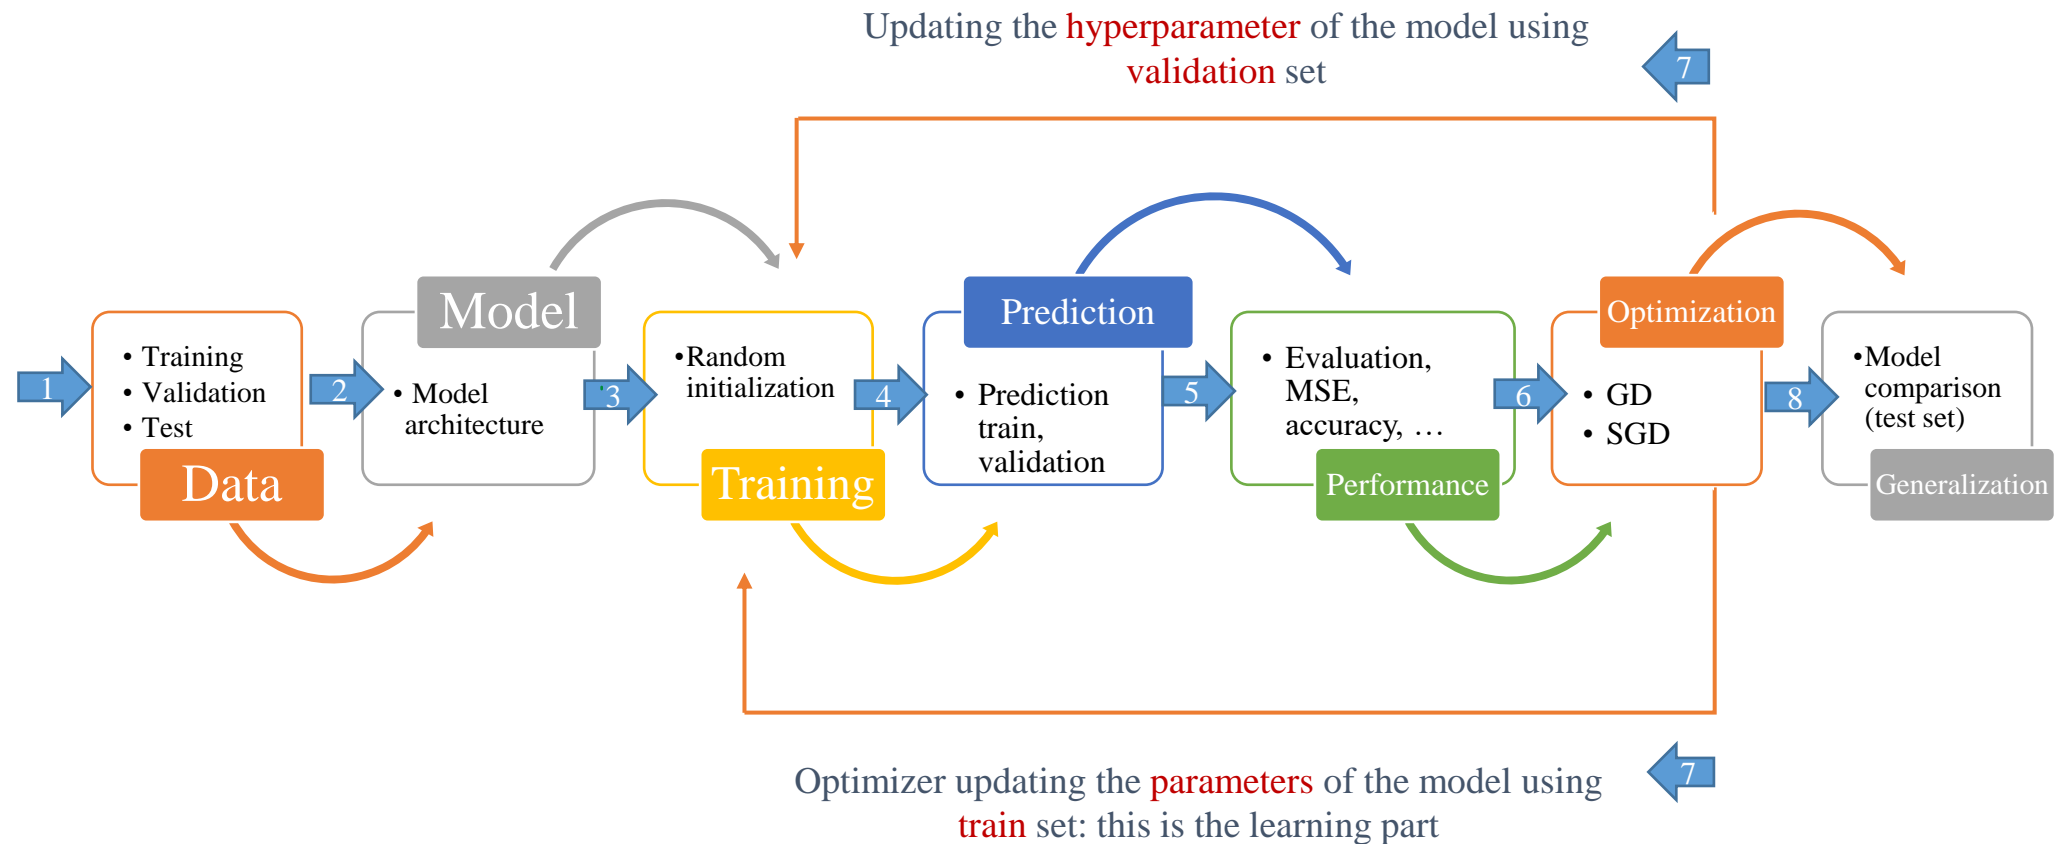 Updating the hyperparameter of the model using
validation set
7
Model
Prediction
Optimization
1
• Training
• Validation
• Test
Data
2
• Model
architecture
3
•Random
initialization
Training
4
• Prediction
train,
validation
5
• Evaluation,
MSE,
accuracy, …
Performance
6
• GD
• SGD
8
•Model
comparison
(test set)
Generalization
7
Optimizer updating the parameters of the model using
train set: this is the learning part